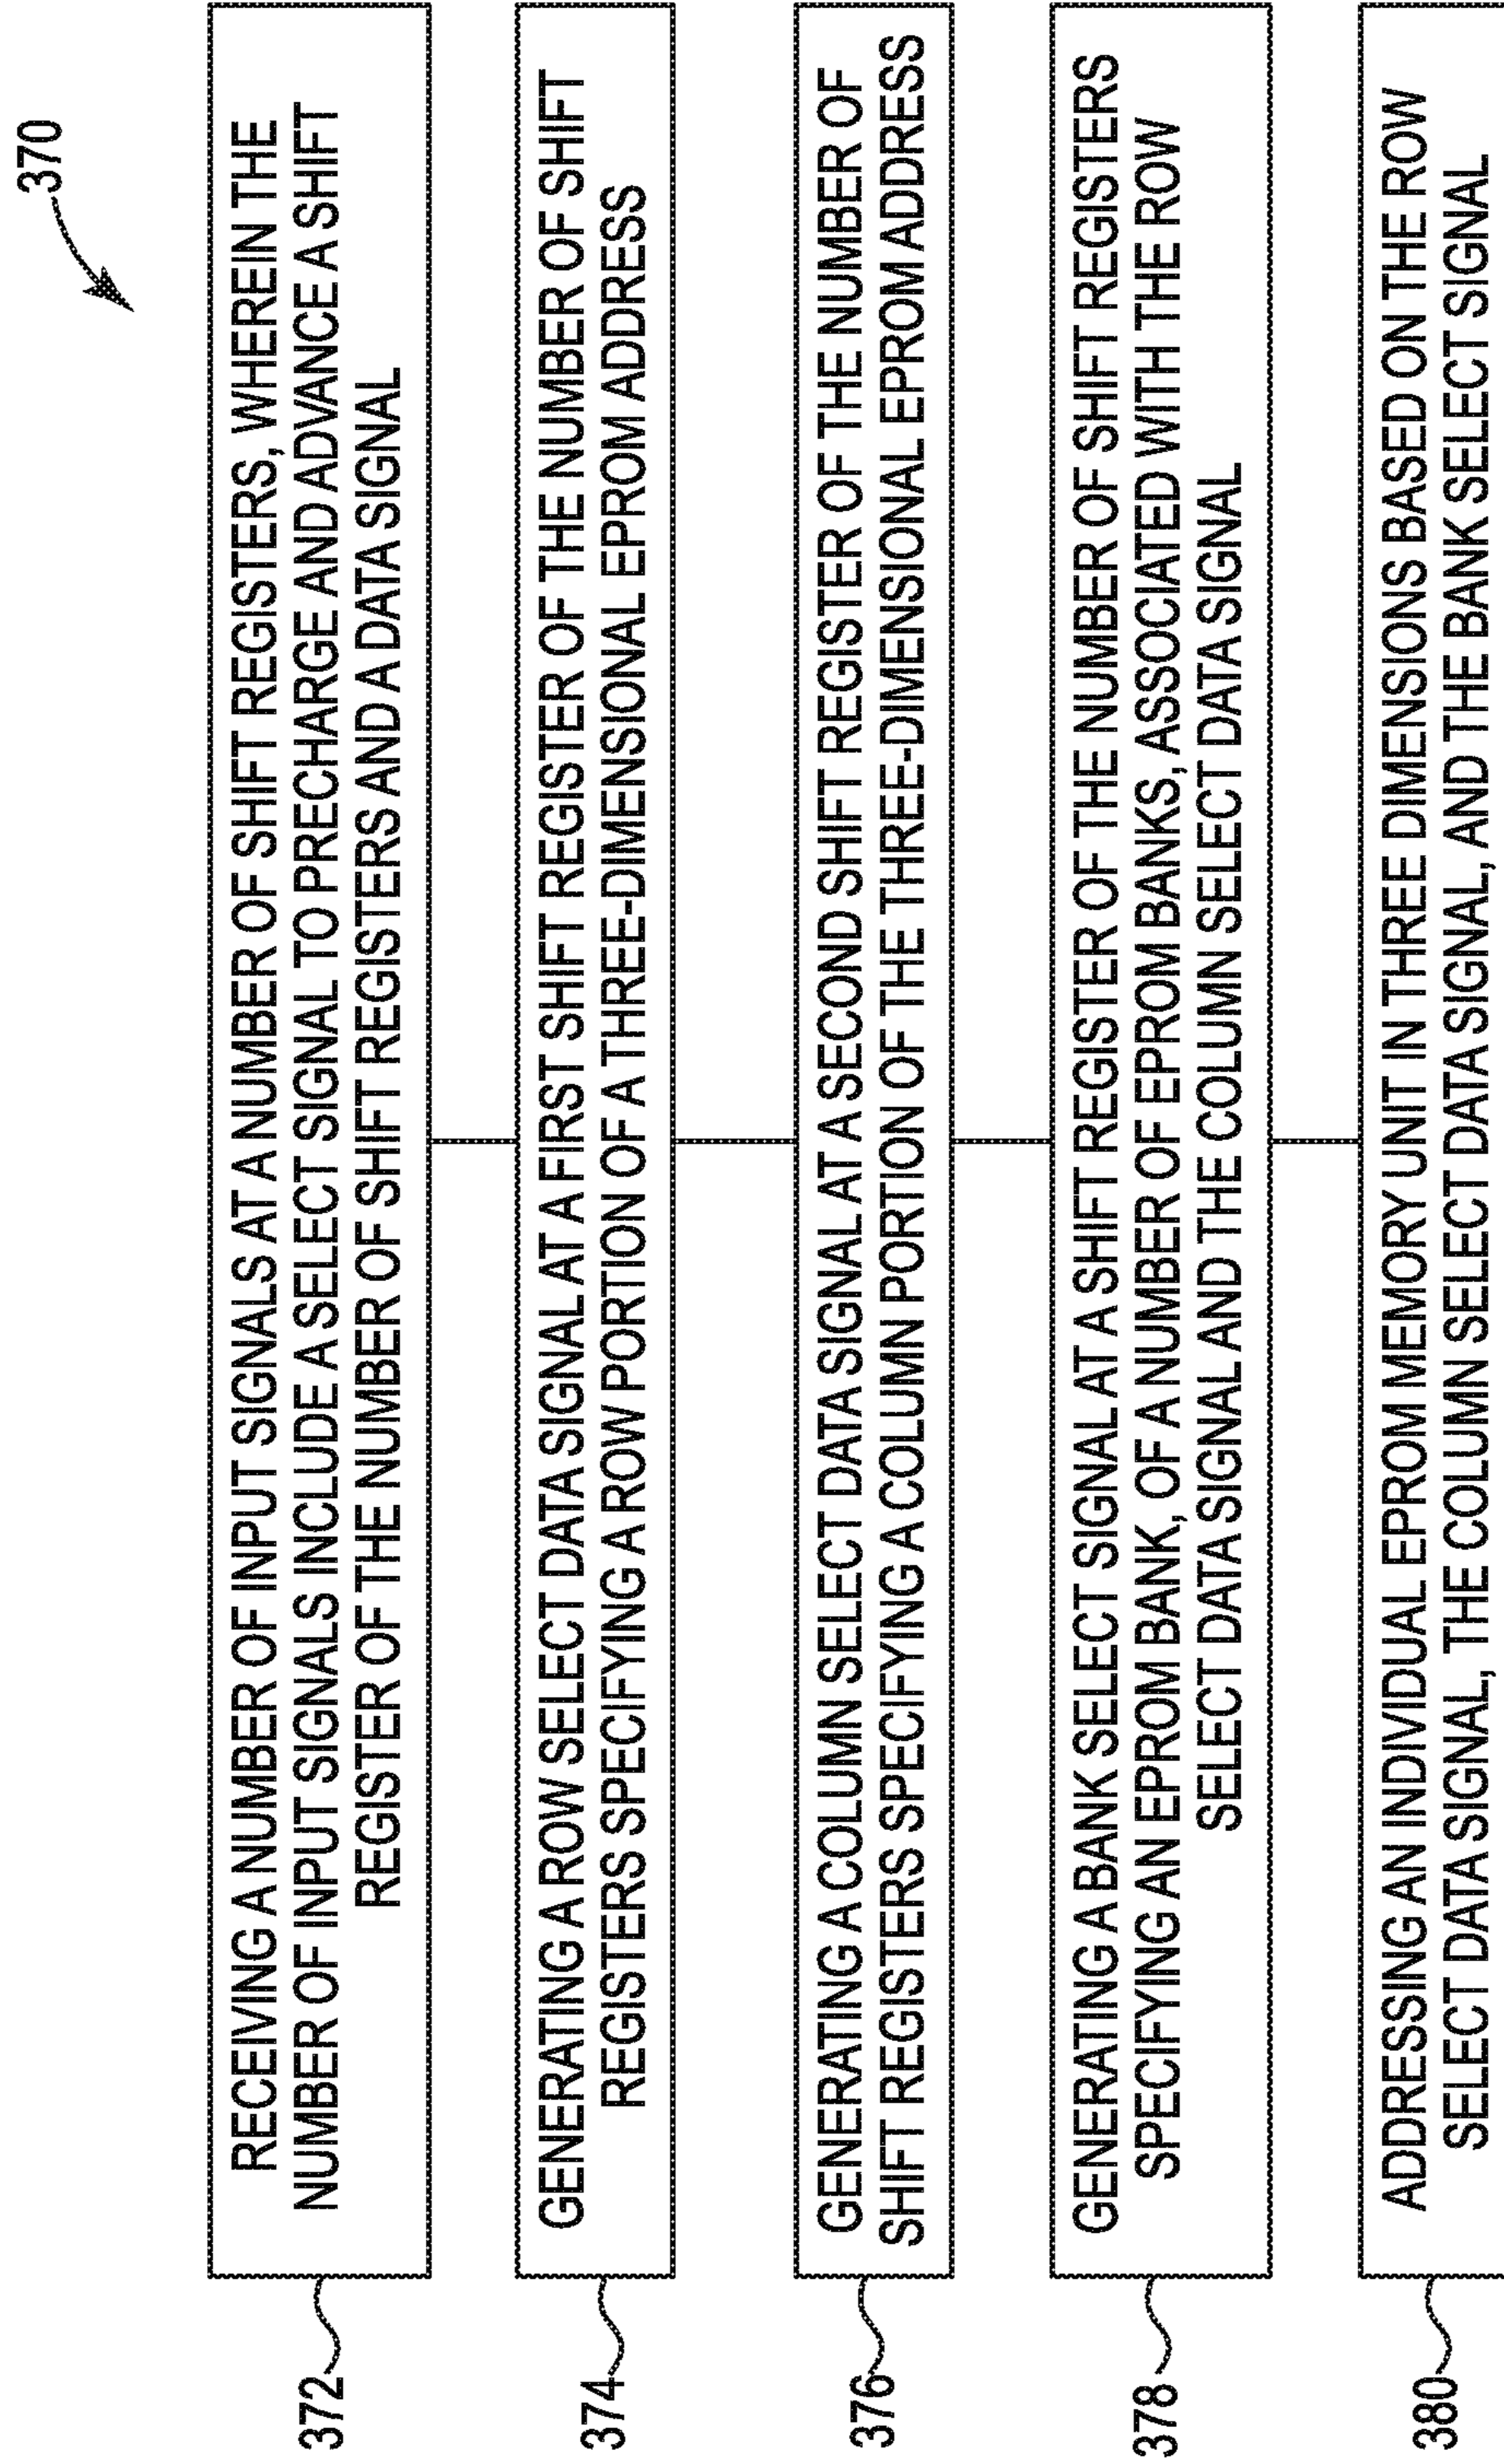 370
372
RECEIVING A NUMBER OF INPUT SIGNALS AT A NUMBER OF SHIFT REGISTERS, WHEREIN THE
NUMBER OF INPUT SIGNALS INCLUDE A SELECT SIGNAL TO PRECHARGE AND ADVANCE A SHIFT
REGISTER OF THE NUMBER OF SHIFT REGISTERS AND A DATA SIGNAL
374
GENERATING A ROW SELECT DATA SIGNAL AT A FIRST SHIFT REGISTER OF THE NUMBER OF SHIFT
REGISTERS SPECIFYING A ROW PORTION OF A THREE-DIMENSIONAL EPROM ADDRESS
376
GENERATING A COLUMN SELECT DATA SIGNAL AT A SECOND SHIFT REGISTER OF THE NUMBER OF
SHIFT REGISTERS SPECIFYING A COLUMN PORTION OF THE THREE-DIMENSIONAL EPROM ADDRESS
378
GENERATING A BANK SELECT SIGNAL AT A SHIFT REGISTER OF THE NUMBER OF SHIFT REGISTERS
SPECIFYING AN EPROM BANK, OF A NUMBER OF EPROM BANKS, ASSOCIATED WITH THE ROW
SELECT DATA SIGNAL AND THE COLUMN SELECT DATA SIGNAL
380
ADDRESSING AN INDIVIDUAL EPROM MEMORY UNIT IN THREE DIMENSIONS BASED ON THE ROW
SELECT DATA SIGNAL, THE COLUMN SELECT DATA SIGNAL, AND THE BANK SELECT SIGNAL